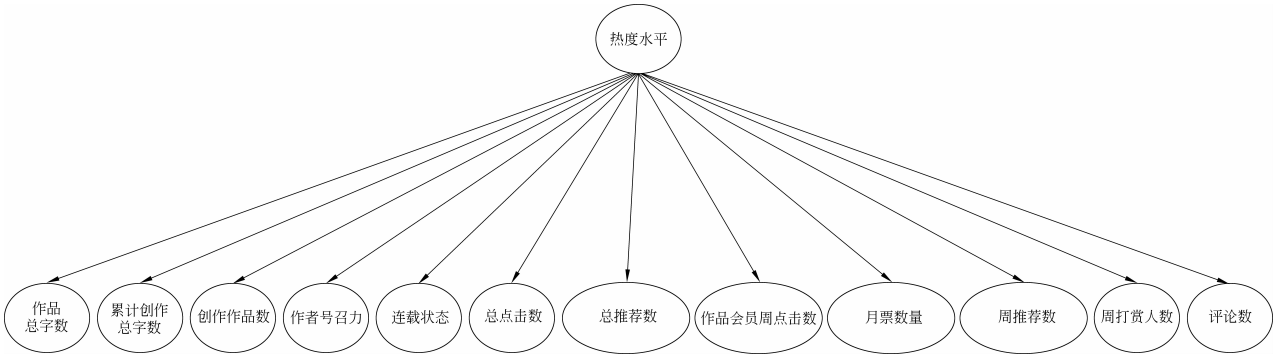 热度水平
作品
总字数
累计创作
总字数
创作作品数
作者号召力
连载状态
总点击数
总推荐数
作品会员周点击数
月票数量
周推荐数
周打赏人数
评论数